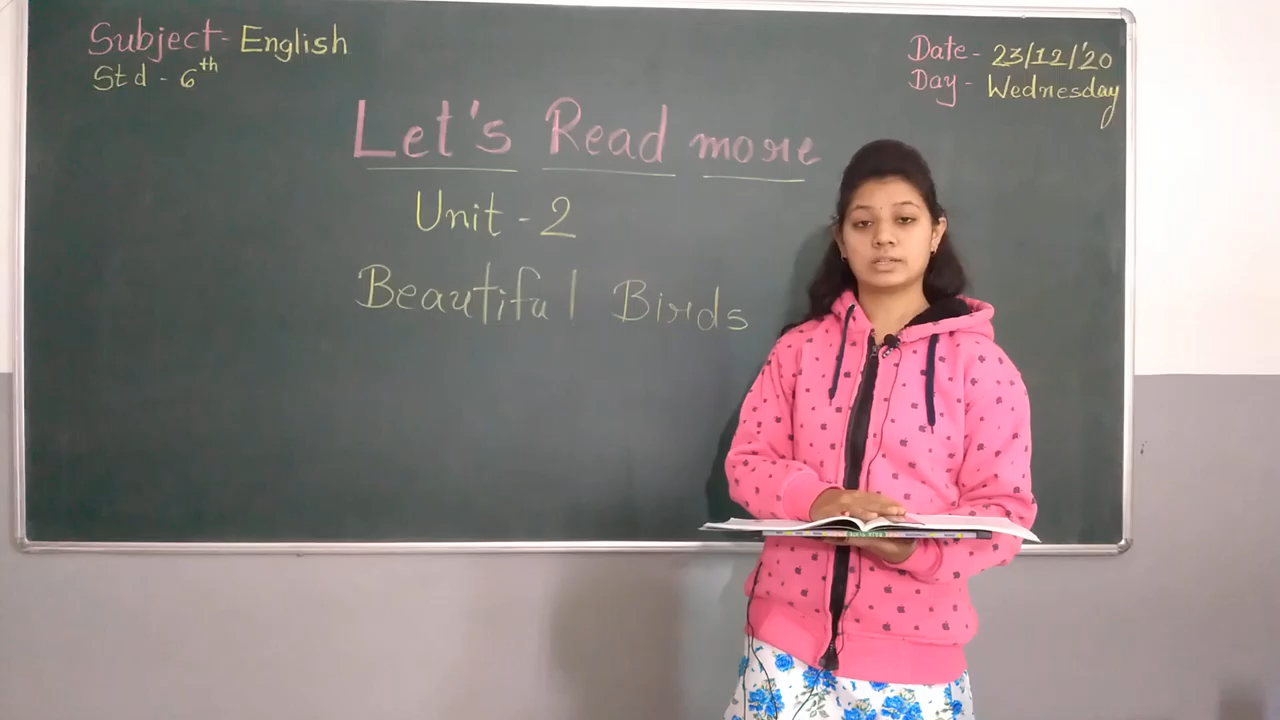 Subject - English
Std - 6th
Date - 23/12/'20
Day - Wednesday
Let's Read more
Unit - 2
Beautiful Birds